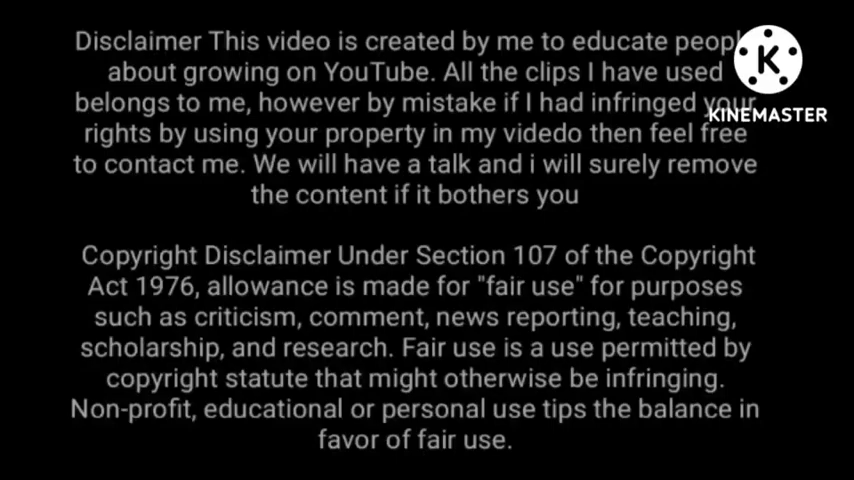 Disclaimer This video is created by me to educate people
about growing on YouTube. All the clips I have used
belongs to me, however by mistake if I had infringed your
rights by using your property in my videdo then feel free
to contact me. We will have a talk and i will surely remove
the content if it bothers you
K
KINEMASTER
Copyright Disclaimer Under Section 107 of the Copyright
Act 1976, allowance is made for "fair use" for purposes
such as criticism, comment, news reporting, teaching,
scholarship, and research. Fair use is a use permitted by
copyright statute that might otherwise be infringing.
Non-profit, educational or personal use tips the balance in
favor of fair use.